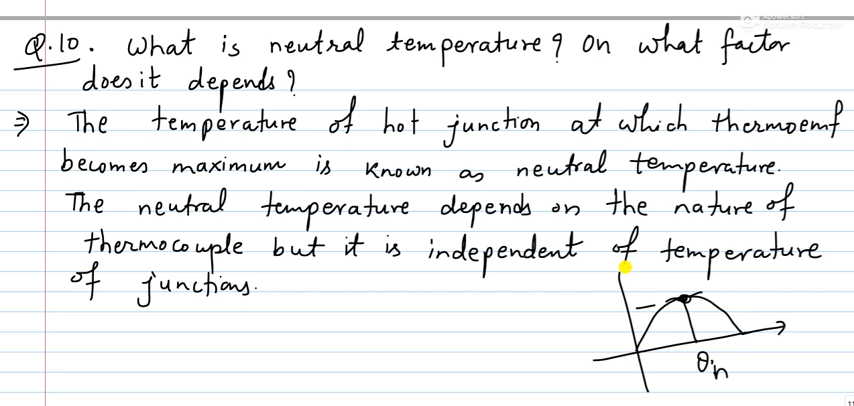 Q.10. What is neutral temperature? On what factor
does it depends?
⇒ The temperature of hot junction at which thermoemf
becomes maximum is known as neutral temperature.
The neutral temperature depends on the nature of
thermocouple but it is independent of temperature
of junctions.
θn
11